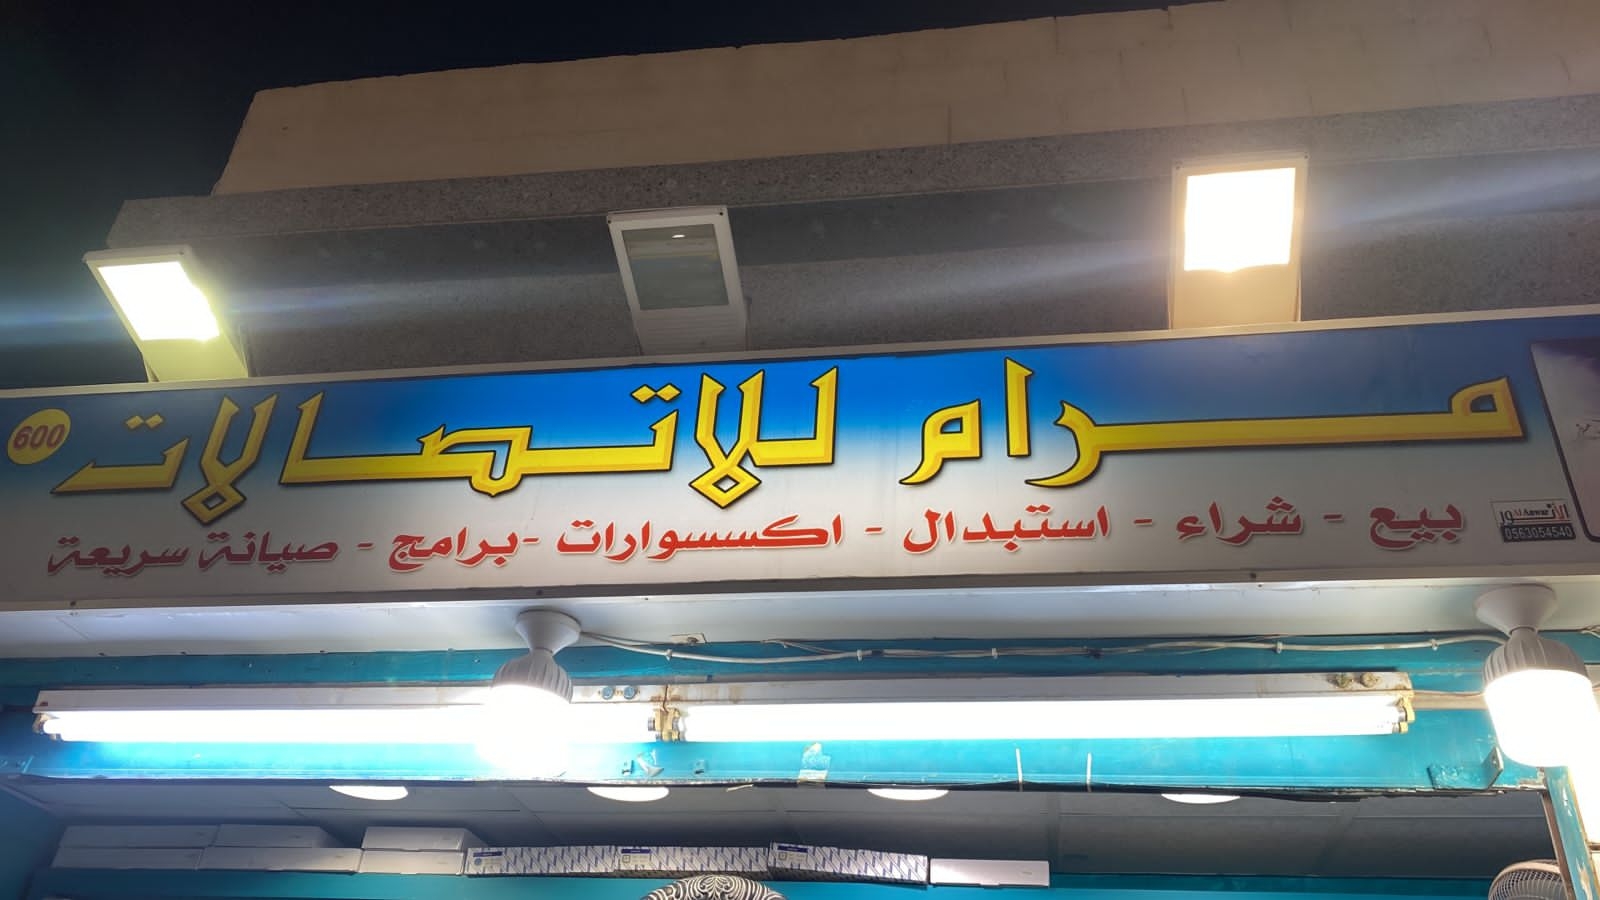 مرام للاتصالات
600
بيع - شراء - استبدال - اكسسوارات - برامج - صيانة سريعة
الأنوار Al Anwar
0563054540